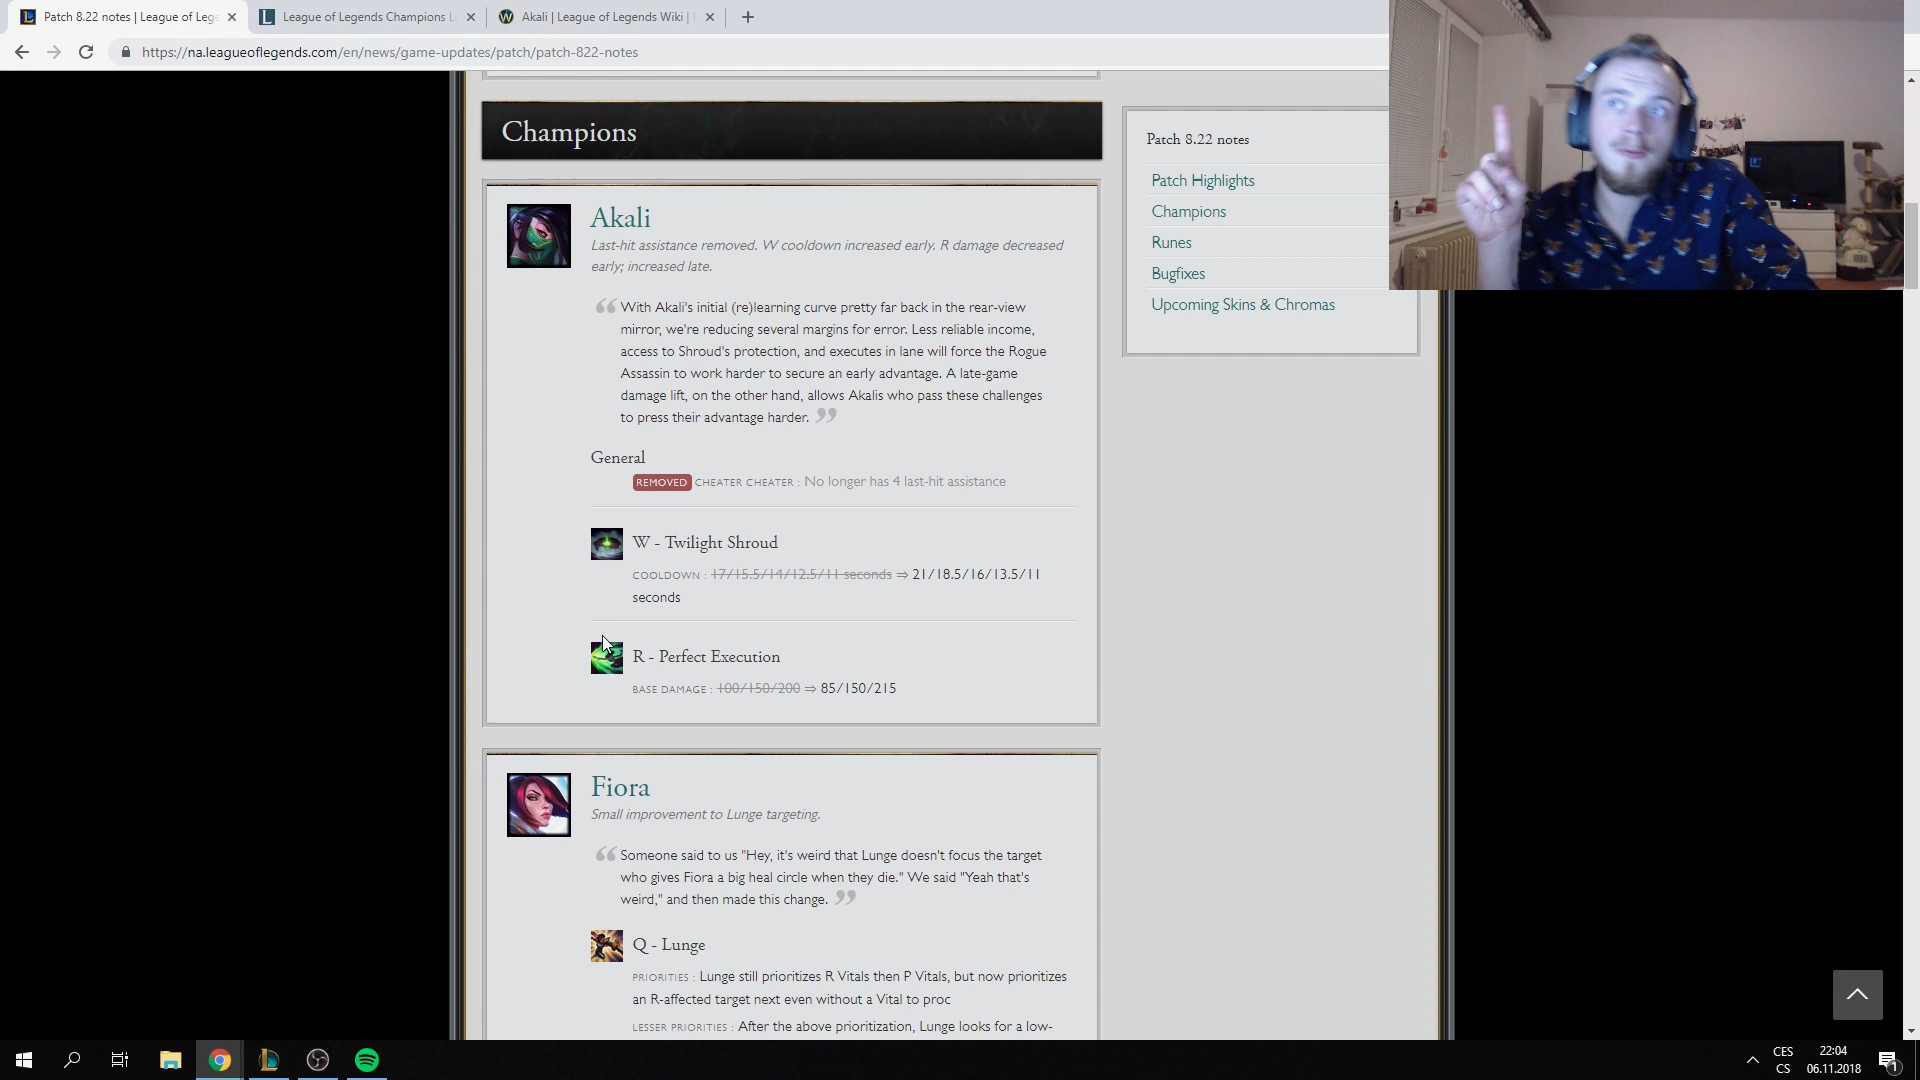 Patch 8.22 notes | League of Lege
League of Legends Champions L
Akali | League of Legends Wiki |
https://na.leagueoflegends.com/en/news/game-updates/patch/patch-822-notes
Champions
Akali
Last-hit assistance removed. W cooldown increased early. R damage decreased
early; increased late.
With Akali's initial (re)learning curve pretty far back in the rear-view
mirror, we're reducing several margins for error. Less reliable income,
access to Shroud's protection, and executes in lane will force the Rogue
Assassin to work harder to secure an early advantage. A late-game
damage lift, on the other hand, allows Akalis who pass these challenges
to press their advantage harder.
General
REMOVED CHEATER CHEATER : No longer has 4 last-hit assistance
W - Twilight Shroud
COOLDOWN : 17/15.5/14/12.5/11 seconds ⇒ 21/18.5/16/13.5/11
seconds
R - Perfect Execution
BASE DAMAGE : 100/150/200 ⇒ 85/150/215
Fiora
Small improvement to Lunge targeting.
Someone said to us "Hey, it's weird that Lunge doesn't focus the target
who gives Fiora a big heal circle when they die." We said "Yeah that's
weird," and then made this change.
Q - Lunge
PRIORITIES : Lunge still prioritizes R Vitals then P Vitals, but now prioritizes
an R-affected target next even without a Vital to proc
LESSER PRIORITIES : After the above prioritization, Lunge looks for a low-
Patch 8.22 notes
Patch Highlights
Champions
Runes
Bugfixes
Upcoming Skins & Chromas
CES
CS
22:04
06.11.2018
1